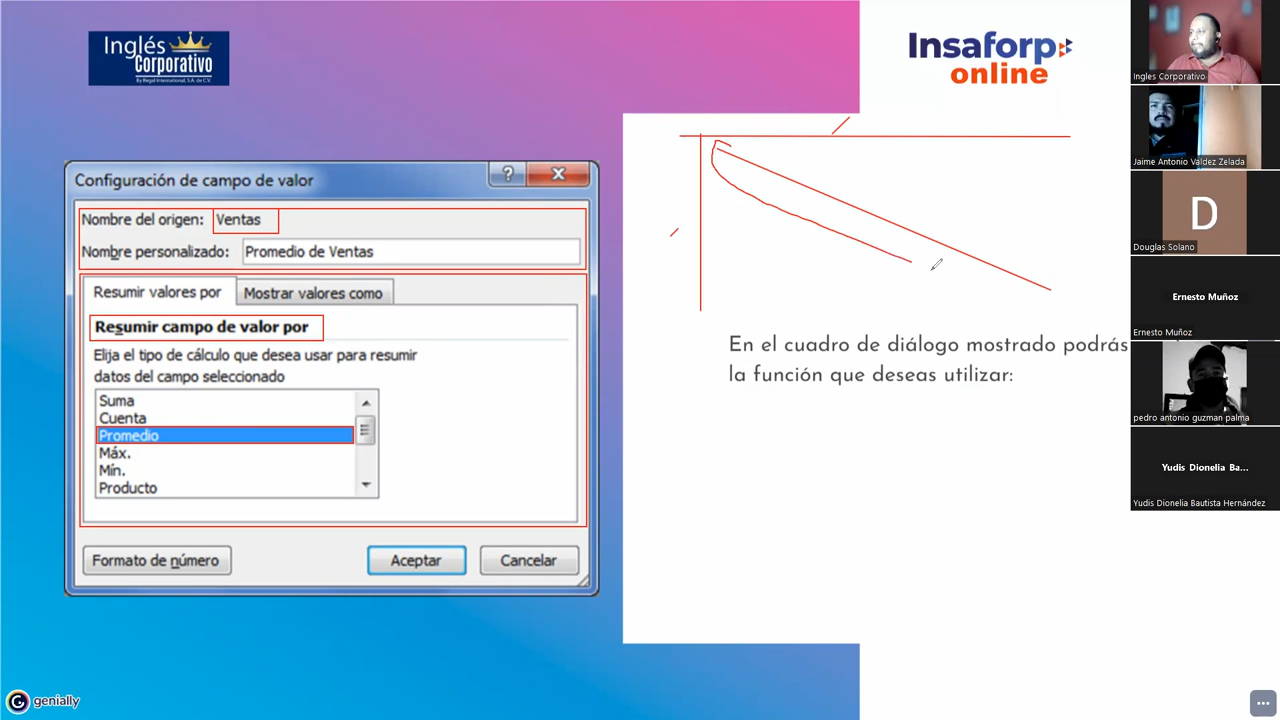 Inglés
Corporativo
By Regal International, S.A. de C.V.
Insaforp
online
Configuración de campo de valor
Nombre del origen: Ventas
Nombre personalizado: Promedio de Ventas
Resumir valores por
Mostrar valores como
Resumir campo de valor por
Elija el tipo de cálculo que desea usar para resumir
datos del campo seleccionado
Suma
Cuenta
Promedio
Máx.
Mín.
Producto
Formato de número
Aceptar
Cancelar
En el cuadro de diálogo mostrado podrás
la función que deseas utilizar:
genially
Ingles Corporativo
Jaime Antonio Valdez Zelada
D
Douglas Solano
Ernesto Muñoz
Ernesto Muñoz
pedro antonio guzman palma
Yudis Dionelia Ba...
Yudis Dionelia Bautista Hernández